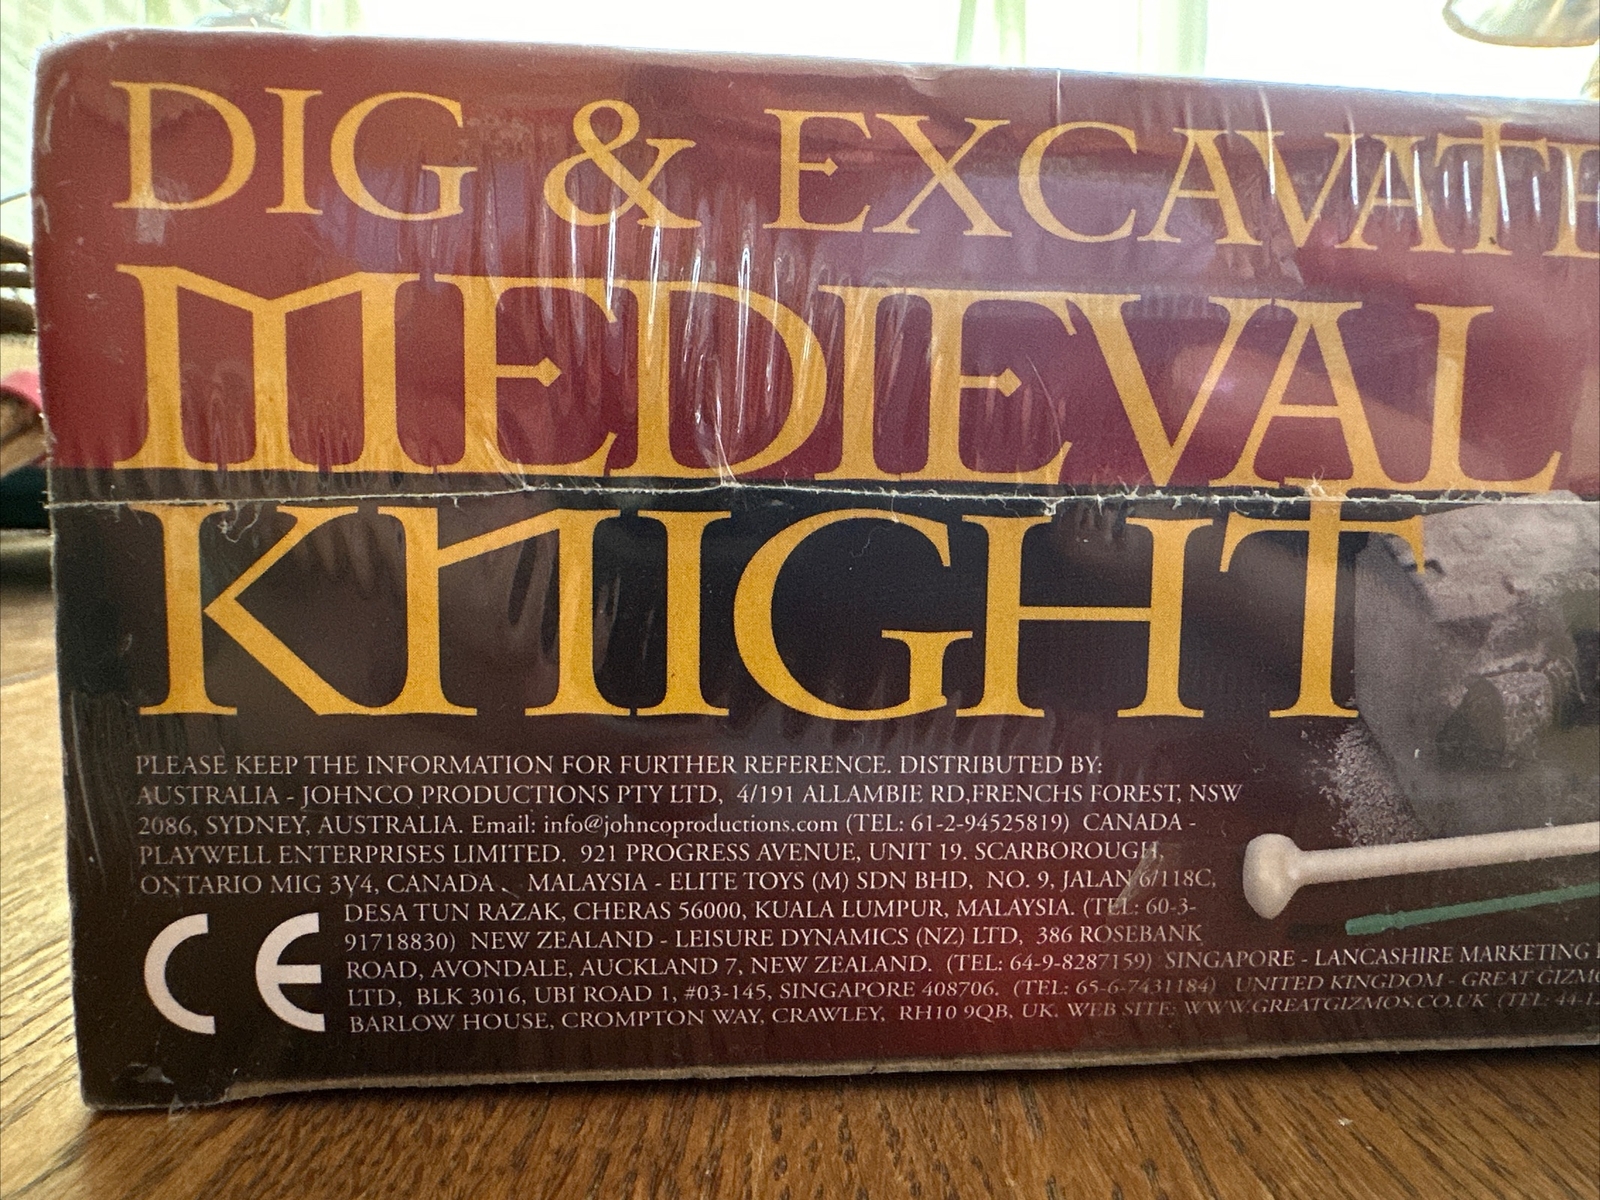 DIG & EXCAVATE
MEDIEVAL
KNIGHT
PLEASE KEEP THE INFORMATION FOR FURTHER REFERENCE. DISTRIBUTED BY:
AUSTRALIA - JOHNCO PRODUCTIONS PTY LTD, 4/191 ALLAMBIE RD,FRENCHS FOREST, NSW
2086, SYDNEY, AUSTRALIA. Email: info@johncoproductions.com (TEL: 61-2-94525819) CANADA -
PLAYWELL ENTERPRISES LIMITED. 921 PROGRESS AVENUE, UNIT 19. SCARBOROUGH,
ONTARIO MIG 3V4, CANADA . MALAYSIA - ELITE TOYS (M) SDN BHD, NO. 9, JALAN 6/118C,
DESA TUN RAZAK, CHERAS 56000, KUALA LUMPUR, MALAYSIA. (TEL: 60-3-
91718830) NEW ZEALAND - LEISURE DYNAMICS (NZ) LTD, 386 ROSEBANK
ROAD, AVONDALE, AUCKLAND 7, NEW ZEALAND. (TEL: 64-9-8287159) SINGAPORE - LANCASHIRE MARKETING
LTD, BLK 3016, UBI ROAD 1, #03-145, SINGAPORE 408706. (TEL: 65-6-7431184) UNITED KINGDOM - GREAT GIZMO
BARLOW HOUSE, CROMPTON WAY, CRAWLEY, RH10 9QB, UK. WEB SITE: WWW.GREATGIZMOS.CO.UK (TEL: 44-1
CE